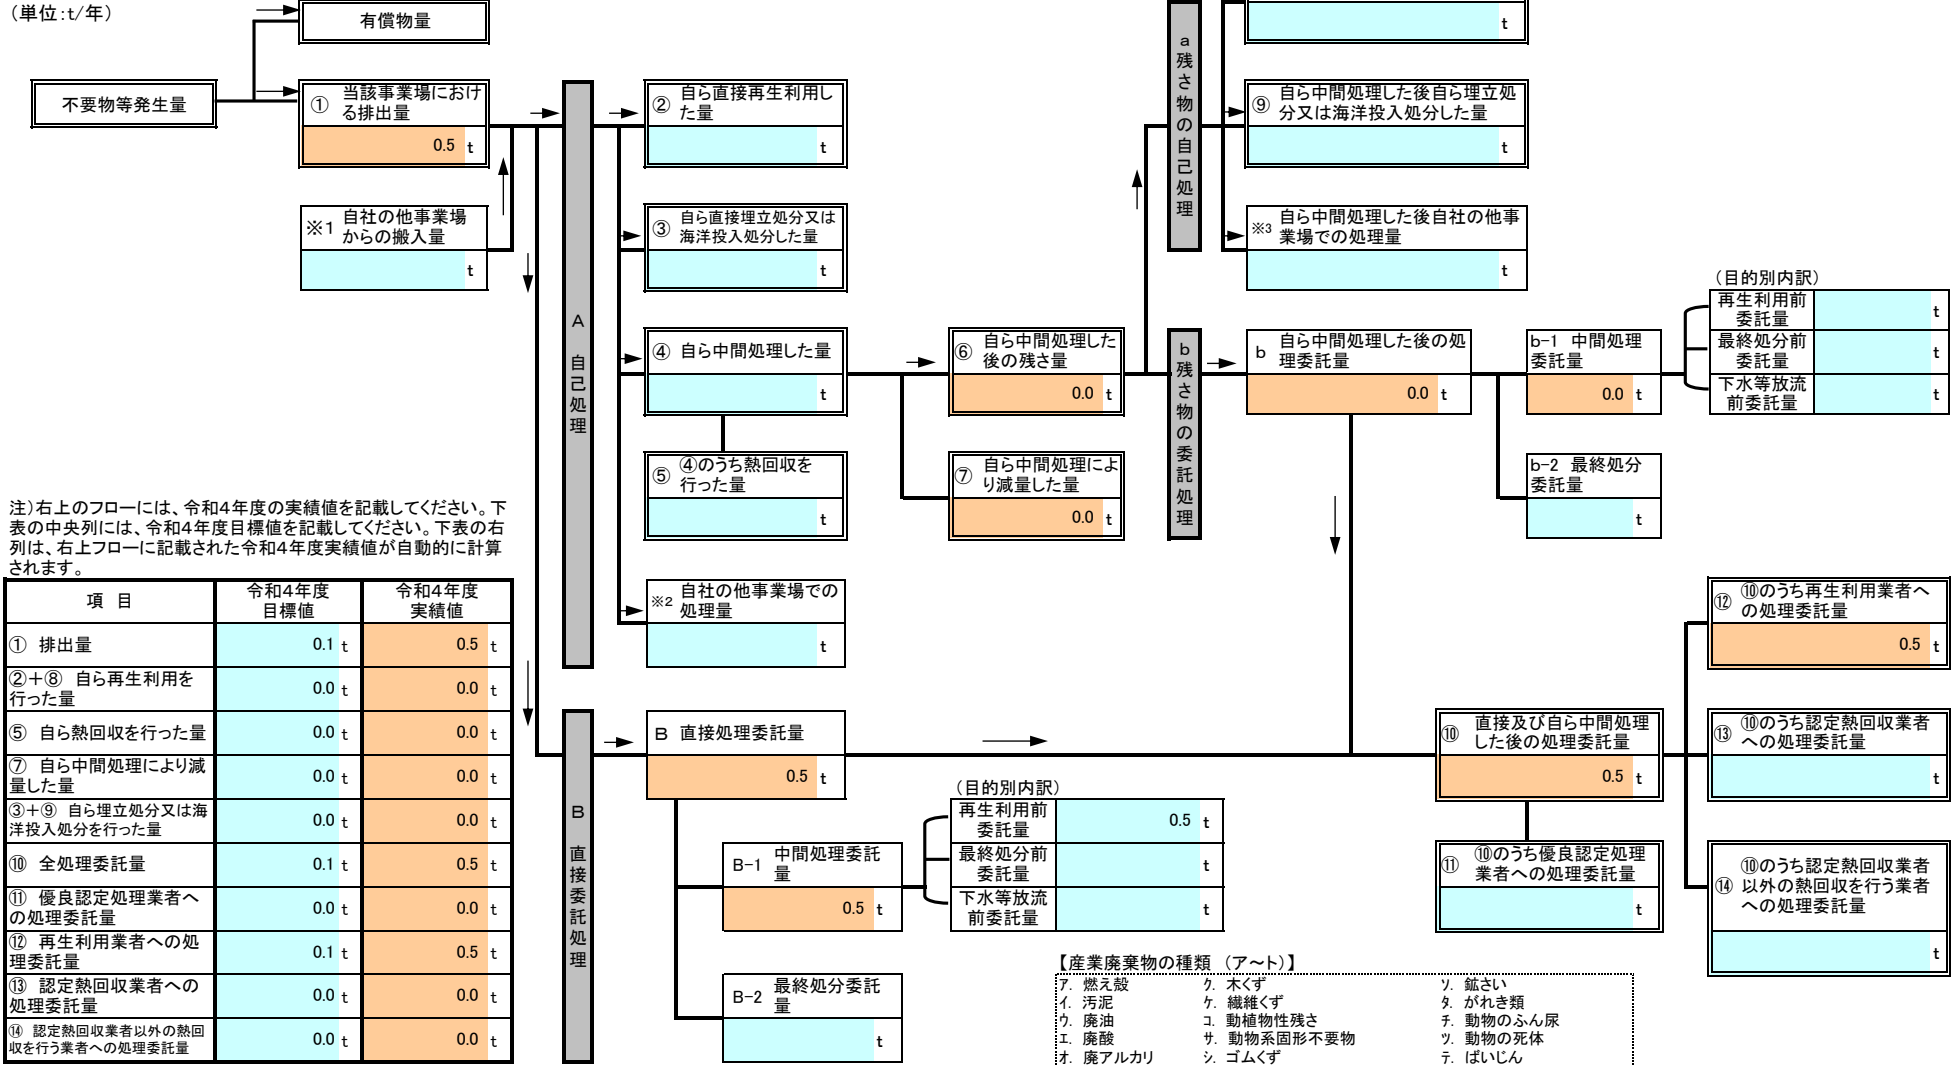 （単位：t/年）
有償物量
不要物等発生量
① 当該事業場におけ
る排出量
0.5 t
※1 自社の他事業場
からの搬入量
t
A 自己処理
② 自ら直接再生利用し
た量
t
③ 自ら直接埋立処分又は
海洋投入処分した量
t
④ 自ら中間処理した量
t
⑤ ④のうち熱回収を
行った量
t
※2 自社の他事業場での
処理量
t
⑥ 自ら中間処理した
後の残さ量
0.0 t
⑦ 自ら中間処理によ
り減量した量
0.0 t
a 残さ物の自己処理
t
⑨ 自ら中間処理した後自ら埋立処
分又は海洋投入処分した量
t
※3 自ら中間処理した後自社の他事
業場での処理量
t
b 残さ物の委託処理
b 自ら中間処理した後の処
理委託量
0.0 t
b-1 中間処理
委託量
0.0 t
b-2 最終処分
委託量
t
（目的別内訳）
再生利用前
委託量 t
最終処分前
委託量 t
下水等放流
前委託量 t
注）右上のフローには、令和4年度の実績値を記載してください。下
表の中央列には、令和4年度目標値を記載してください。下表の右
列は、右上フローに記載された令和4年度実績値が自動的に計算
されます。
項 目 令和4年度
目標値 令和4年度
実績値
① 排出量 0.1 t 0.5 t
②＋⑧ 自ら再生利用を
行った量 0.0 t 0.0 t
⑤ 自ら熱回収を行った量 0.0 t 0.0 t
⑦ 自ら中間処理により減
量した量 0.0 t 0.0 t
③＋⑨ 自ら埋立処分又は海
洋投入処分を行った量 0.0 t 0.0 t
⑩ 全処理委託量 0.1 t 0.5 t
⑪ 優良認定処理業者へ
の処理委託量 0.0 t 0.0 t
⑫ 再生利用業者への処
理委託量 0.1 t 0.5 t
⑬ 認定熱回収業者への
処理委託量 0.0 t 0.0 t
⑭ 認定熱回収業者以外の熱回
収を行う業者への処理委託量 0.0 t 0.0 t
B 直接委託処理
B 直接処理委託量
0.5 t
B-1 中間処理委託
量
0.5 t
B-2 最終処分委託
量
t
（目的別内訳）
再生利用前
委託量 0.5 t
最終処分前
委託量 t
下水等放流
前委託量 t
⑩ 直接及び自ら中間処理
した後の処理委託量
0.5 t
⑪ ⑩のうち優良認定処理
業者への処理委託量
t
⑫ ⑩のうち再生利用業者へ
の処理委託量
0.5 t
⑬ ⑩のうち認定熱回収業者
への処理委託量
t
⑭ ⑩のうち認定熱回収業者
以外の熱回収を行う業者
への処理委託量
t
【産業廃棄物の種類 （ア～ト）】
ア. 燃え殻 ク. 木くず ソ. 鉱さい
イ. 汚泥 ケ. 繊維くず タ. がれき類
ウ. 廃油 コ. 動植物性残さ チ. 動物のふん尿
エ. 廃酸 サ. 動物系固形不要物 ツ. 動物の死体
オ. 廃アルカリ シ. ゴムくず テ. ばいじん